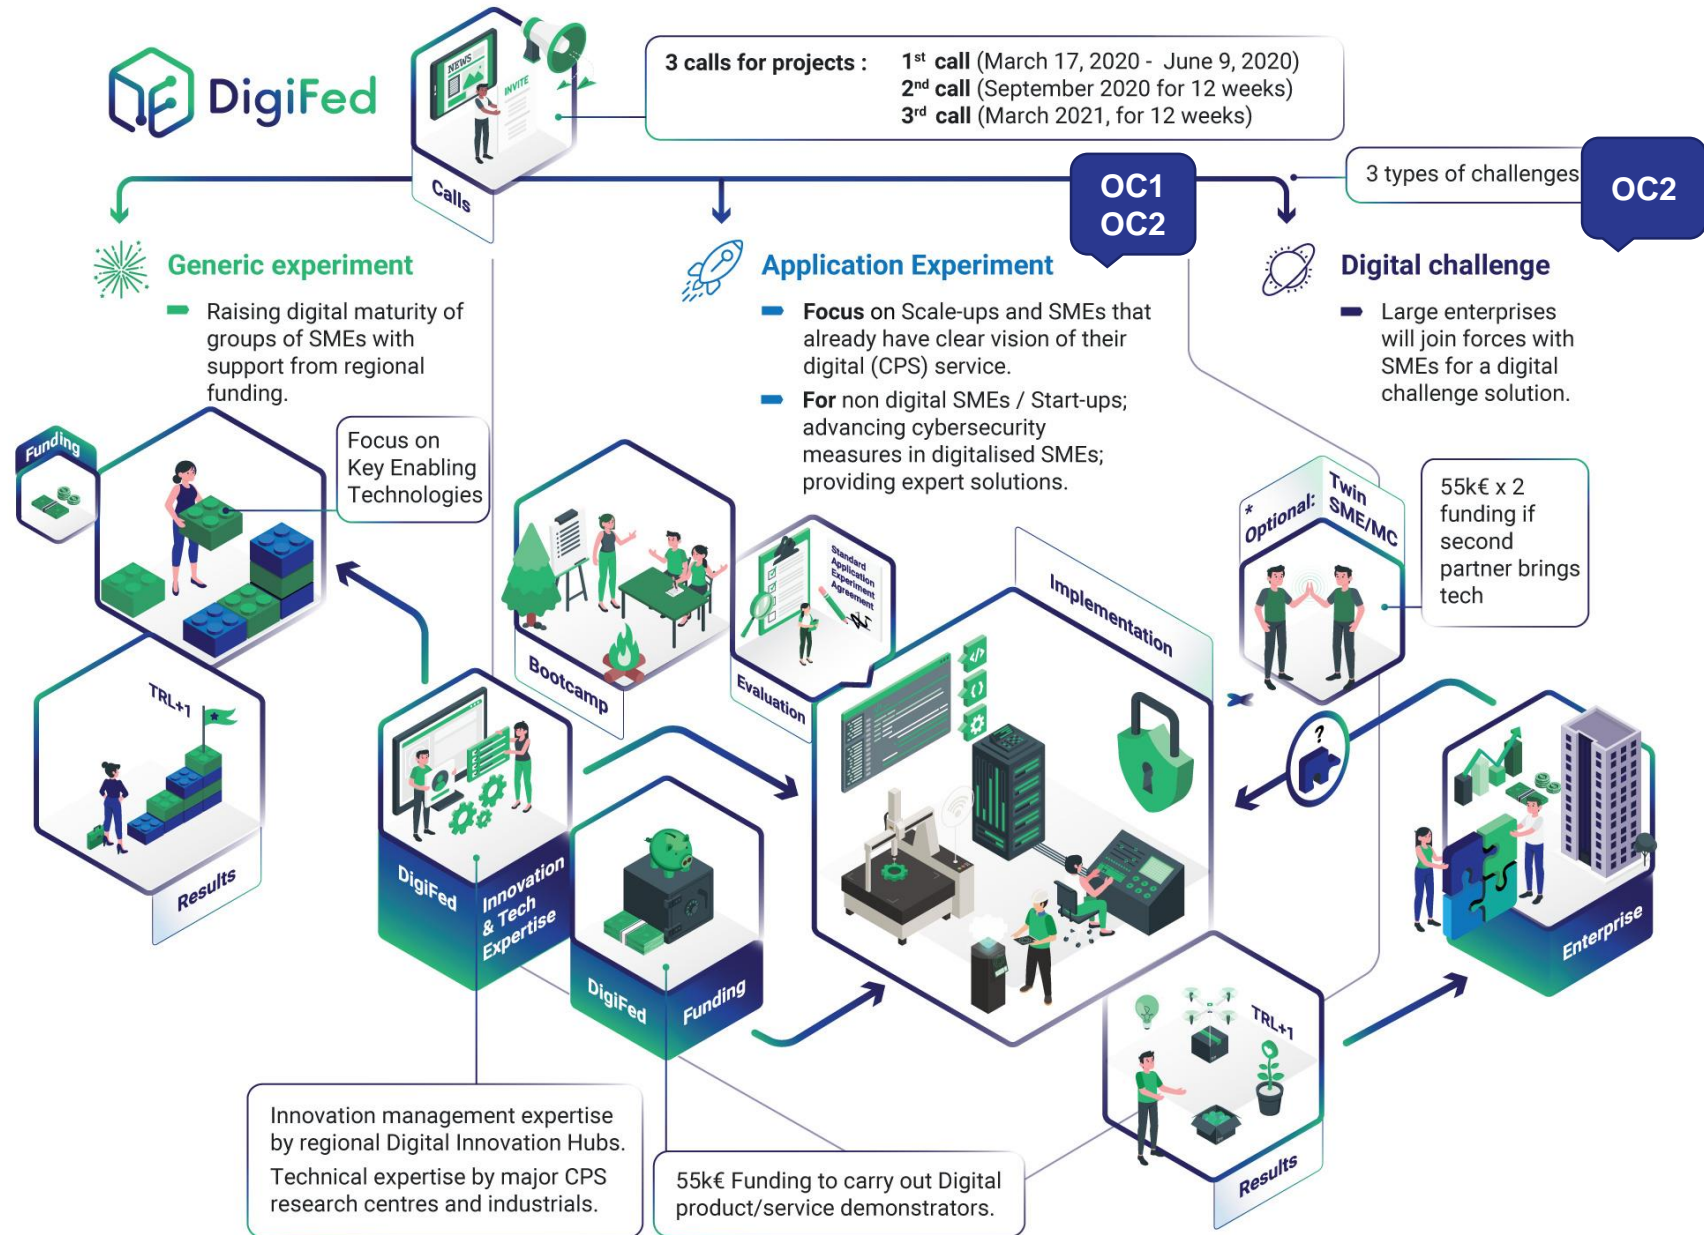 DigiFed
NEWS
INVITE
Calls
3 calls for projects :
1st call (March 17, 2020 - June 9, 2020)
2nd call (September 2020 for 12 weeks)
3rd call (March 2021, for 12 weeks)
3 types of challenges
OC1
OC2
OC2
Generic experiment
Raising digital maturity of
groups of SMEs with
support from regional
funding.
Application Experiment
Focus on Scale-ups and SMEs that
already have clear vision of their
digital (CPS) service.
For non digital SMEs / Start-ups;
advancing cybersecurity
measures in digitalised SMEs;
providing expert solutions.
Digital challenge
Large enterprises
will join forces with
SMEs for a digital
challenge solution.
Funding
Focus on
Key Enabling
Technologies
TRL+1
Results
Bootcamp
Standard
Application
Experiment
Agreement
Evaluation
Implementation
*
Optional:
Twin
SME/MC
55k€ x 2
funding if
second
partner brings
tech
DigiFed
Innovation
& Tech
Expertise
DigiFed
Funding
?
Enterprise
TRL+1
Results
Innovation management expertise
by regional Digital Innovation Hubs.
Technical expertise by major CPS
research centres and industrials.
55k€ Funding to carry out Digital
product/service demonstrators.